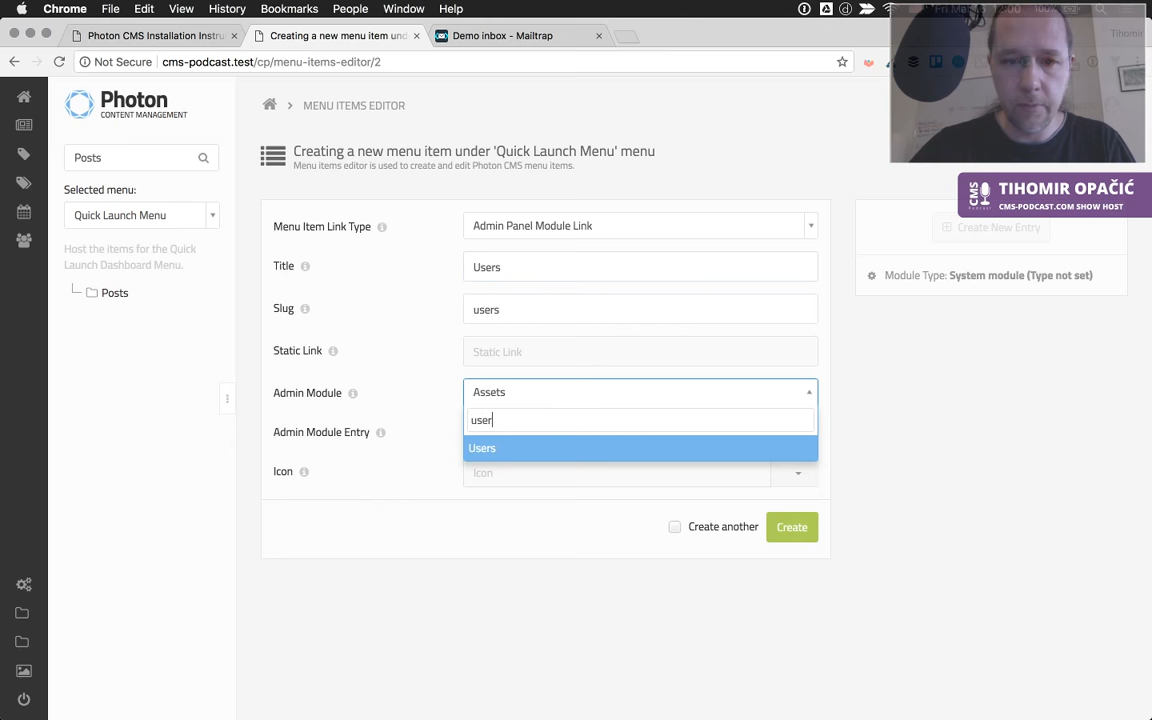 Chrome File Edit View History Bookmarks People Window Help
Photon CMS Installation Instru
Creating a new menu item und
Demo inbox - Mailtrap
Tihomir
Not Secure cms-podcast.test/cp/menu-items-editor/2
Photon
CONTENT MANAGEMENT
Posts
Selected menu:
Quick Launch Menu
Host the items for the Quick
Launch Dashboard Menu.
Posts
MENU ITEMS EDITOR
Creating a new menu item under 'Quick Launch Menu' menu
Menu items editor is used to create and edit Photon CMS menu items.
Menu Item Link Type Admin Panel Module Link
Title Users
Slug users
Static Link Static Link
Admin Module Assets
user
Admin Module Entry
Users
Icon Icon
Create another Create
CMS
Podcast
TIHOMIR OPAČIĆ
CMS-PODCAST.COM SHOW HOST
Create New Entry
Module Type: System module (Type not set)